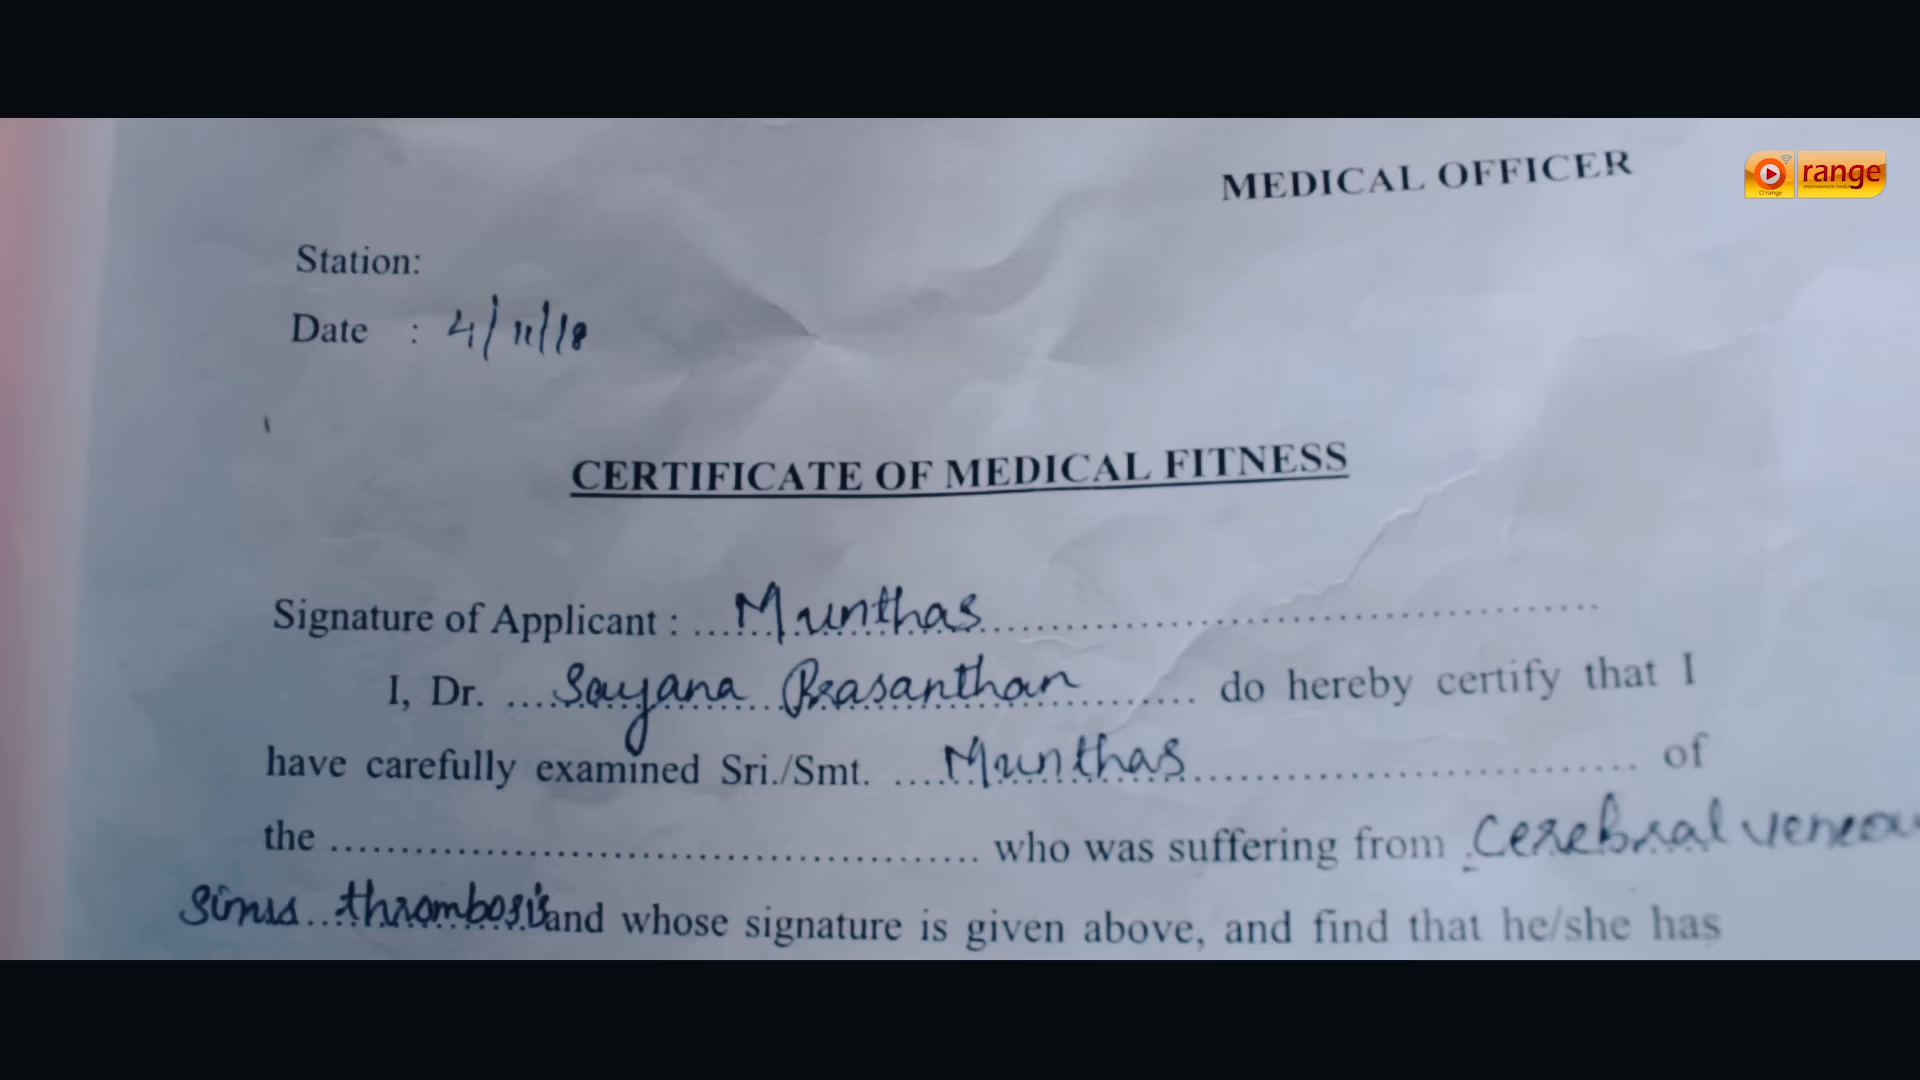 MEDICAL OFFICER
range
Station:
Date : 4/11/18
CERTIFICATE OF MEDICAL FITNESS
Signature of Applicant : Munthas
I, Dr. Sayana Prasanthan do hereby certify that I
have carefully examined Sri./Smt. Munthas of
the ........ who was suffering from Cerebral
Sinus thrombosis and whose signature is given above, and find that he/she has